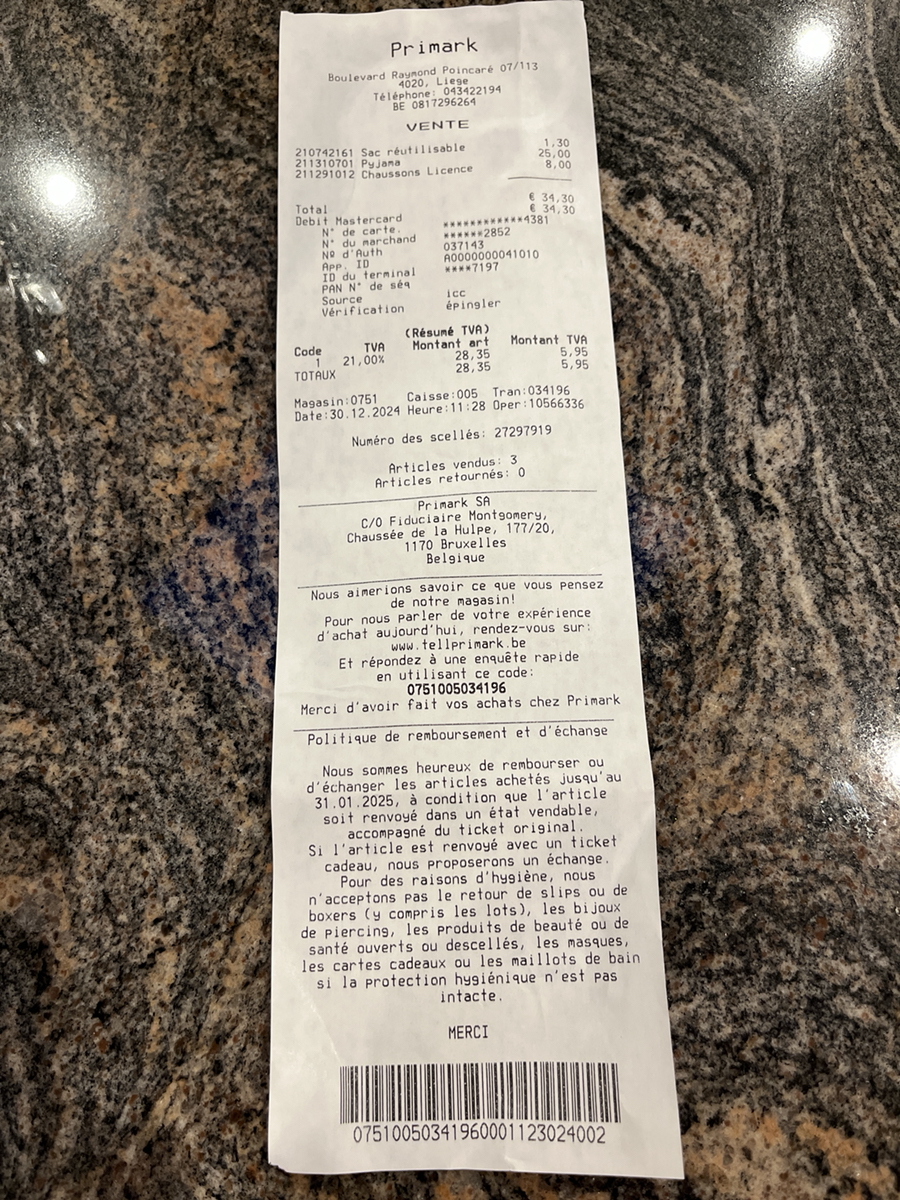 Primark
Boulevard Raymond Poincaré 07/113
4020, Liege
Téléphone: 043422194
BE 0817296264
VENTE
210742161 Sac réutilisable 1,30
211310701 Pyjama 25,00
211291012 Chaussons Licence 8,00
Total € 34,30
Debit Mastercard € 34,30
N° de carte. ************4381
N° du marchand ******2852
Nº d'Auth 037143
App. ID A0000000041010
ID du terminal ****7197
PAN N° de séq
Source icc
Vérification épingler
(Résumé TVA)
Code TVA Montant art Montant TVA
1 21,00% 28,35 5,95
TOTAUX 28,35 5,95
Magasin:0751 Caisse:005 Tran:034196
Date:30.12.2024 Heure:11:28 Oper:10566336
Numéro des scellés: 27297919
Articles vendus: 3
Articles retournés: 0
Primark SA
C/O Fiduciaire Montgomery,
Chaussée de la Hulpe, 177/20,
1170 Bruxelles
Belgique
Nous aimerions savoir ce que vous pensez
de notre magasin!
Pour nous parler de votre expérience
d'achat aujourd'hui, rendez-vous sur:
www.tellprimark.be
Et répondez à une enquête rapide
en utilisant ce code:
0751005034196
Merci d'avoir fait vos achats chez Primark
Politique de remboursement et d'échange
Nous sommes heureux de rembourser ou
d'échanger les articles achetés jusqu'au
31.01.2025, à condition que l'article
soit renvoyé dans un état vendable,
accompagné du ticket original.
Si l'article est renvoyé avec un ticket
cadeau, nous proposerons un échange.
Pour des raisons d'hygiène, nous
n'acceptons pas le retour de slips ou de
boxers (y compris les lots), les bijoux
de piercing, les produits de beauté ou de
santé ouverts ou descellés, les masques,
les cartes cadeaux ou les maillots de bain
si la protection hygiénique n'est pas
intacte.
MERCI
07510050341960001123024002